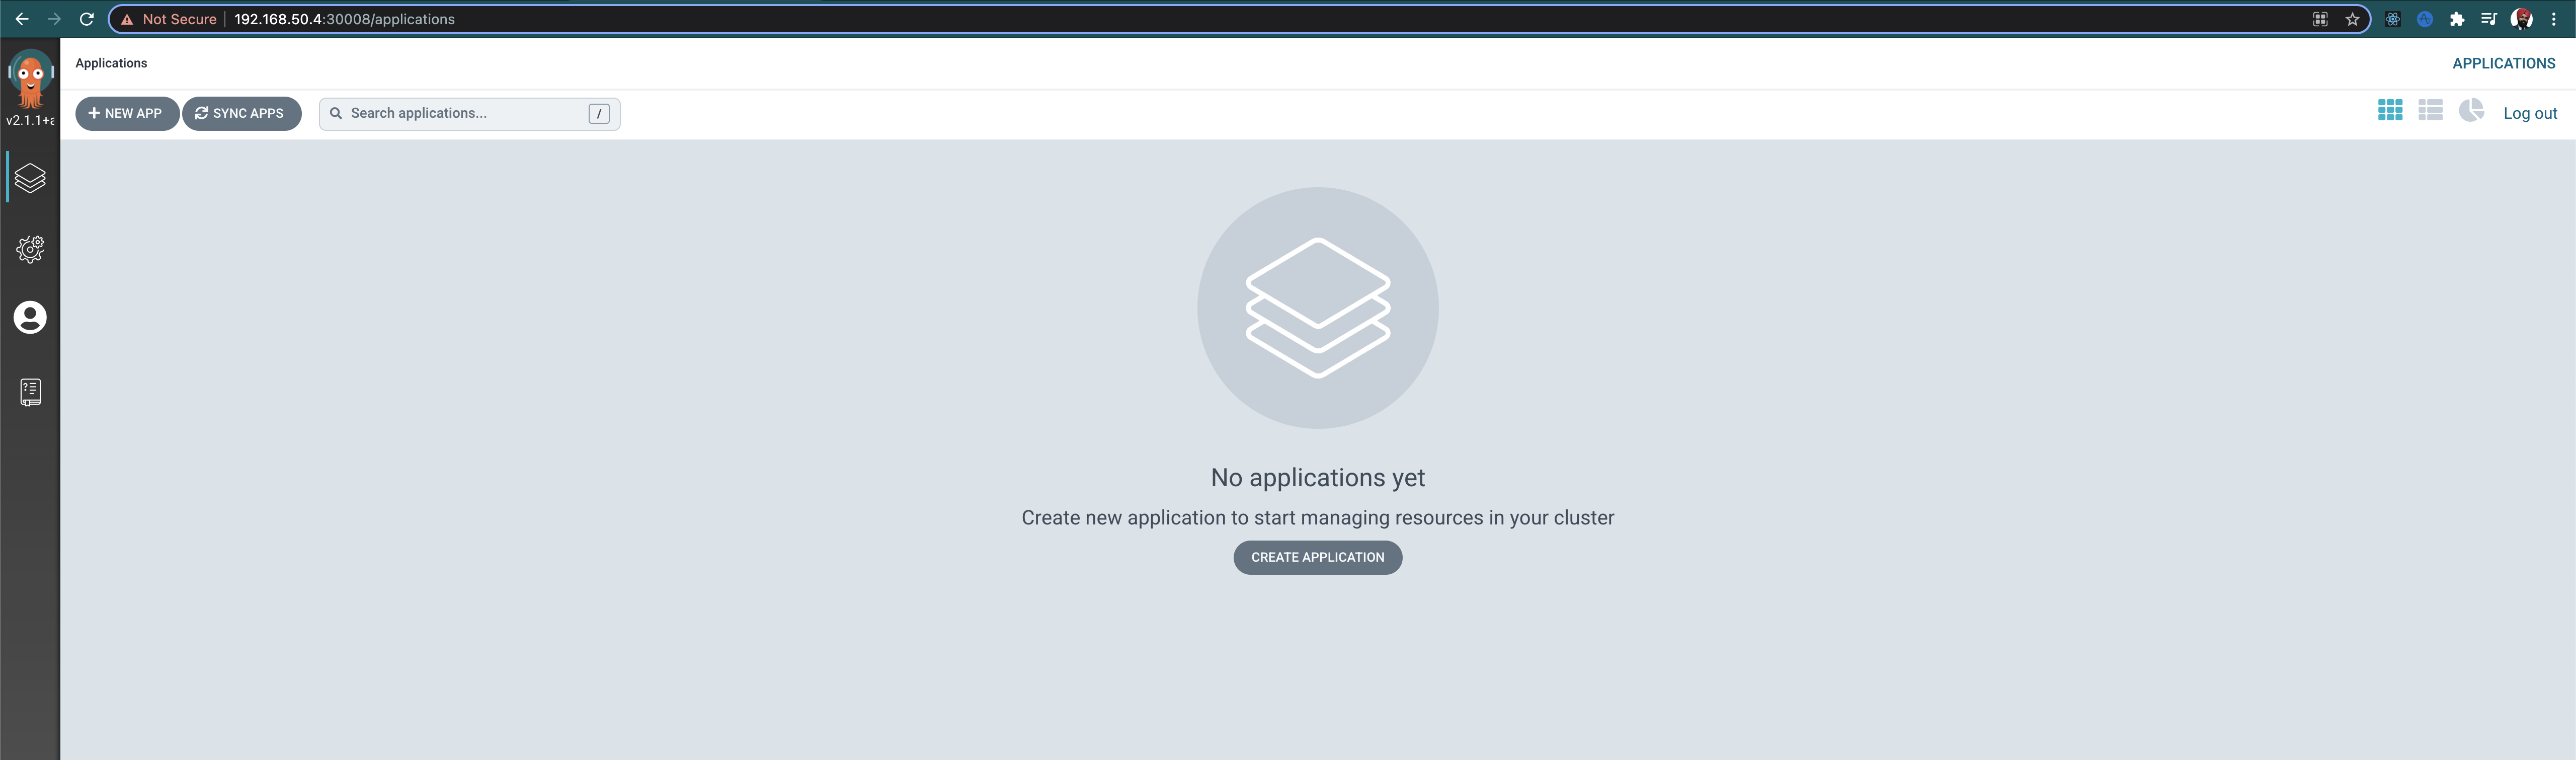 Not Secure 192.168.50.4:30008/applications
Applications
APPLICATIONS
v2.1.1+a
NEW APP
SYNC APPS
Search applications... /
Log out
No applications yet
Create new application to start managing resources in your cluster
CREATE APPLICATION